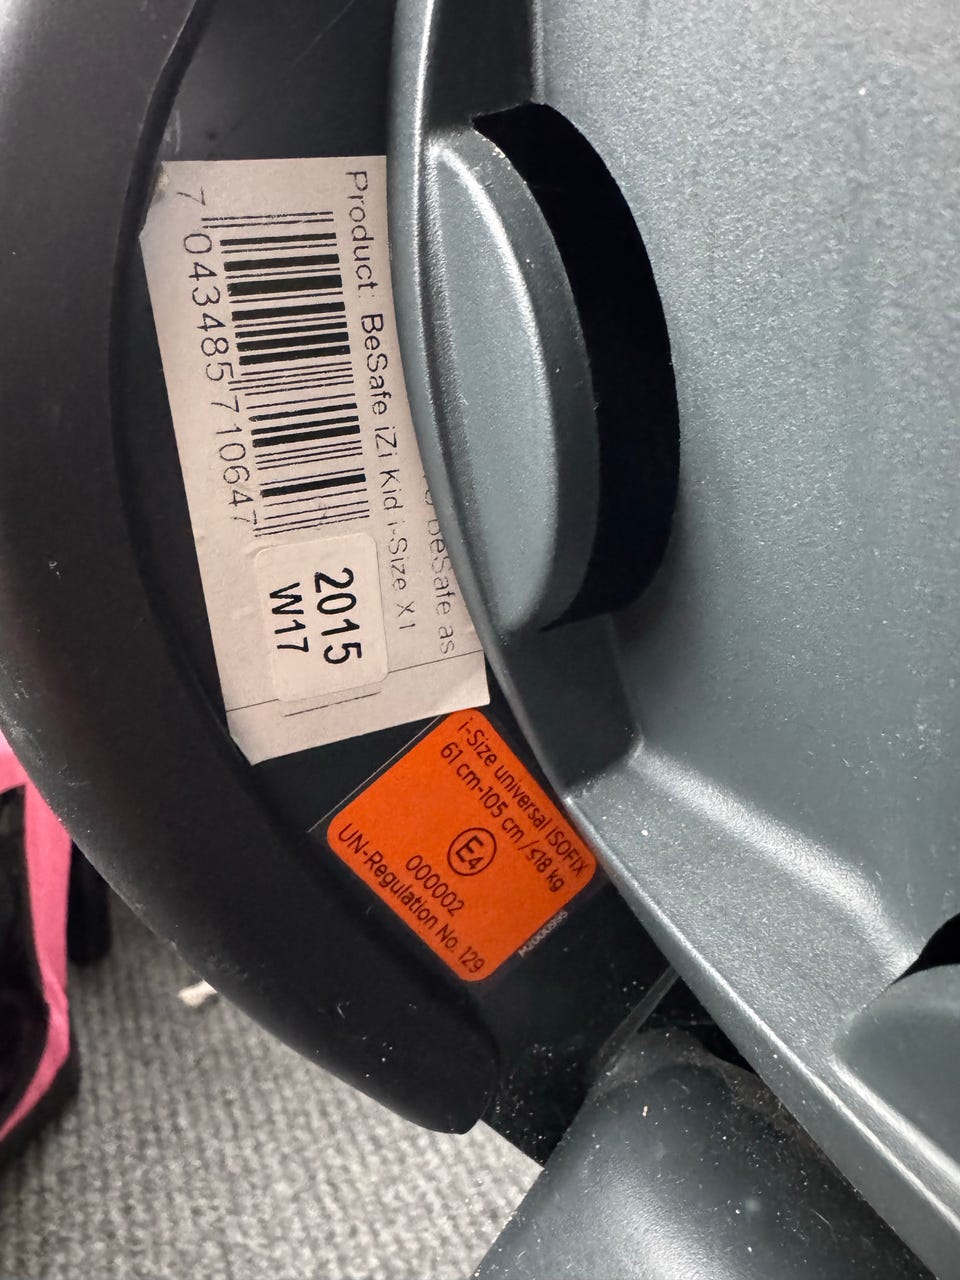 Product: BeSafe iZi Kid i-Size X1
BeSafe as
7 043485 710647
2015
W17
i-Size universal ISOFIX
61 cm-105 cm /≤18 kg
E4
000002
UN-Regulation No. 129